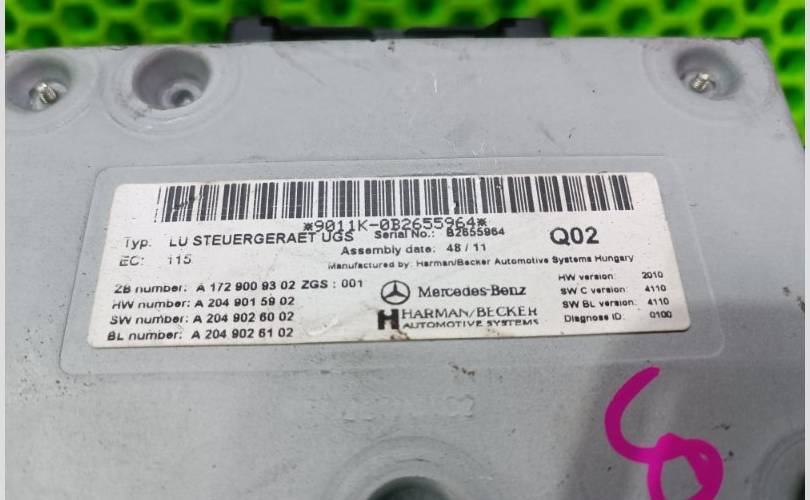 *9011K-0B2655964*
Typ: LU STEUERGERAET UGS Serial No.: B2655964 Q02
EC: 115 Assembly date: 48/11
Manufactured by: Harman/Becker Automotive Systems Hungary
ZB number: A 172 900 93 02 ZGS : 001
HW number: A 204 901 59 02
SW number: A 204 902 60 02
BL number: A 204 902 61 02
Mercedes-Benz
HARMAN/BECKER
AUTOMOTIVE SYSTEMS
HW version: 2010
SW C version: 4110
SW BL version: 4110
Diagnose ID: 0100